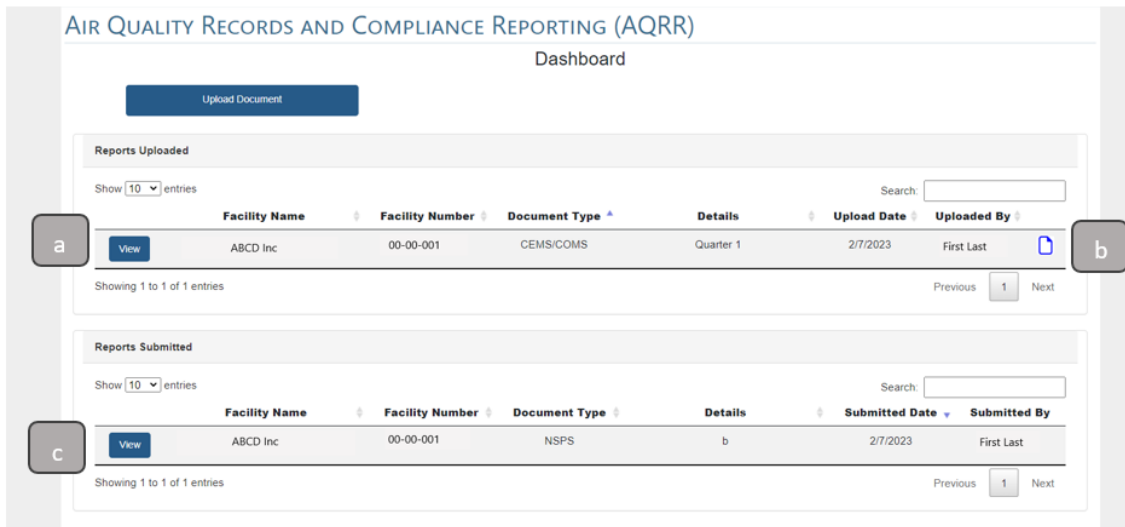 AIR QUALITY RECORDS AND COMPLIANCE REPORTING (AQRR)
Dashboard
Upload Document
Reports Uploaded
Show 10 entries Search:
Facility Name Facility Number Document Type Details Upload Date Uploaded By
a View ABCD Inc 00-00-001 CEMS/COMS Quarter 1 2/7/2023 First Last b
Showing 1 to 1 of 1 entries Previous 1 Next
Reports Submitted
Show 10 entries Search:
Facility Name Facility Number Document Type Details Submitted Date Submitted By
c View ABCD Inc 00-00-001 NSPS b 2/7/2023 First Last
Showing 1 to 1 of 1 entries Previous 1 Next